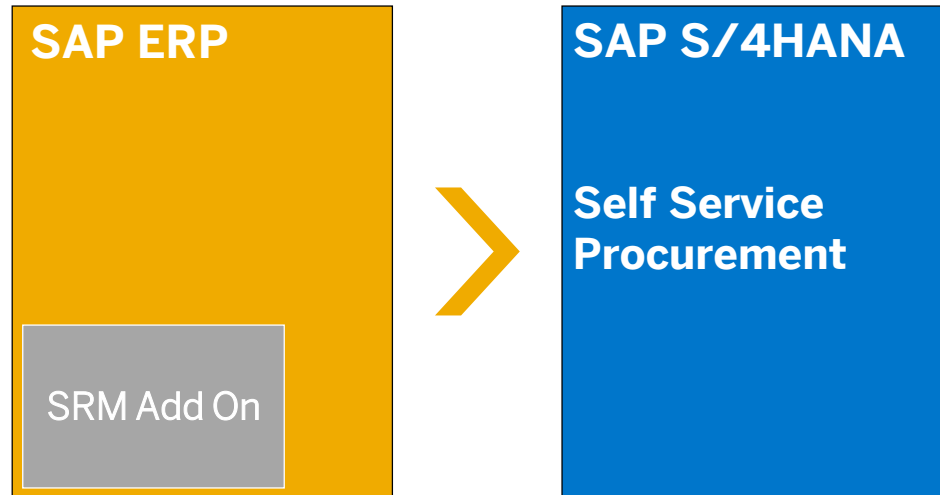 SAP ERP
SRM Add On
SAP S/4HANA
Self Service
Procurement